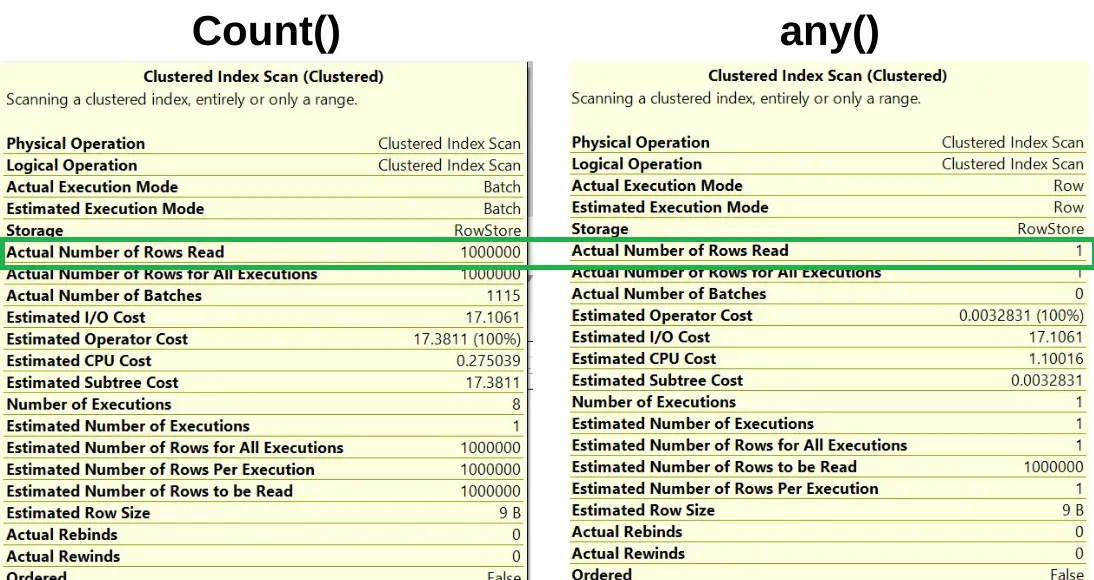 Count()
Clustered Index Scan (Clustered)
Scanning a clustered index, entirely or only a range.
Physical Operation Clustered Index Scan
Logical Operation Clustered Index Scan
Actual Execution Mode Batch
Estimated Execution Mode Batch
Storage RowStore
Actual Number of Rows Read 1000000
Actual Number of Rows for All Executions 1000000
Actual Number of Batches 1115
Estimated I/O Cost 17.1061
Estimated Operator Cost 17.3811 (100%)
Estimated CPU Cost 0.275039
Estimated Subtree Cost 17.3811
Number of Executions 8
Estimated Number of Executions 1
Estimated Number of Rows for All Executions 1000000
Estimated Number of Rows Per Execution 1000000
Estimated Number of Rows to be Read 1000000
Estimated Row Size 9 B
Actual Rebinds 0
Actual Rewinds 0
Ordered False
any()
Clustered Index Scan (Clustered)
Scanning a clustered index, entirely or only a range.
Physical Operation Clustered Index Scan
Logical Operation Clustered Index Scan
Actual Execution Mode Row
Estimated Execution Mode Row
Storage RowStore
Actual Number of Rows Read 1
Actual Number of Rows for All Executions 1
Actual Number of Batches 0
Estimated Operator Cost 0.0032831 (100%)
Estimated I/O Cost 17.1061
Estimated CPU Cost 1.10016
Estimated Subtree Cost 0.0032831
Number of Executions 1
Estimated Number of Executions 1
Estimated Number of Rows for All Executions 1
Estimated Number of Rows to be Read 1000000
Estimated Number of Rows Per Execution 1
Estimated Row Size 9 B
Actual Rebinds 0
Actual Rewinds 0
Ordered False